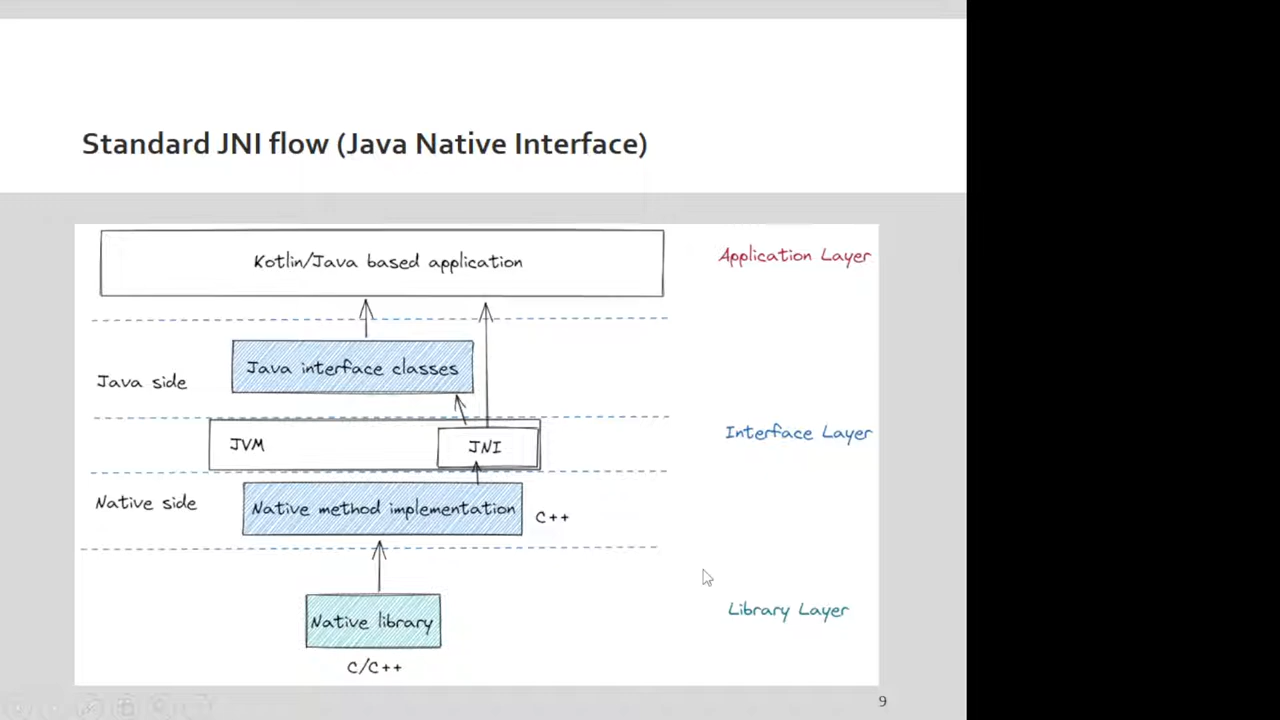 Standard JNI flow (Java Native Interface)
Kotlin/Java based application
Application Layer
Java interface classes
Java side
Interface Layer
JVM
JNI
Native side
Native method implementation
C++
Library Layer
Native library
C/C++
9